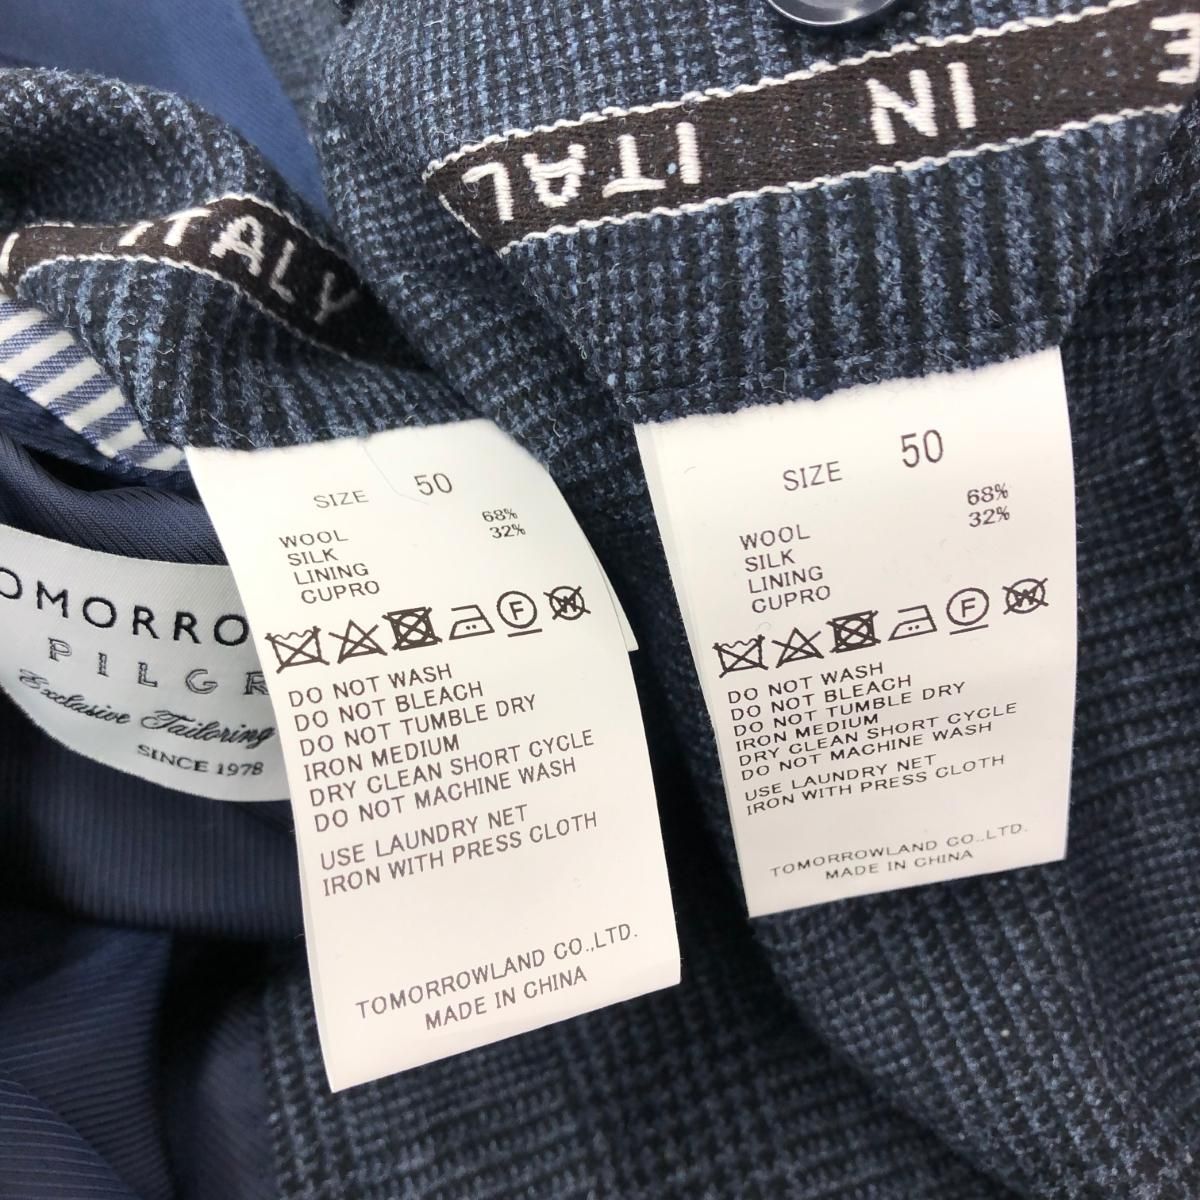 IN ITAL
ITALY
SIZE 50
WOOL 68%
SILK 32%
LINING
CUPRO
F
W
DO NOT WASH
DO NOT BLEACH
DO NOT TUMBLE DRY
IRON MEDIUM
DRY CLEAN SHORT CYCLE
DO NOT MACHINE WASH
USE LAUNDRY NET
IRON WITH PRESS CLOTH
TOMORROWLAND CO.,LTD.
MADE IN CHINA
SIZE 50
WOOL 68%
SILK 32%
LINING
CUPRO
F
W
DO NOT WASH
DO NOT BLEACH
DO NOT TUMBLE DRY
IRON MEDIUM
DRY CLEAN SHORT CYCLE
DO NOT MACHINE WASH
USE LAUNDRY NET
IRON WITH PRESS CLOTH
TOMORROWLAND CO.,LTD.
MADE IN CHINA
OMORRO
PILGR
Exclusive Tailoring
SINCE 1978